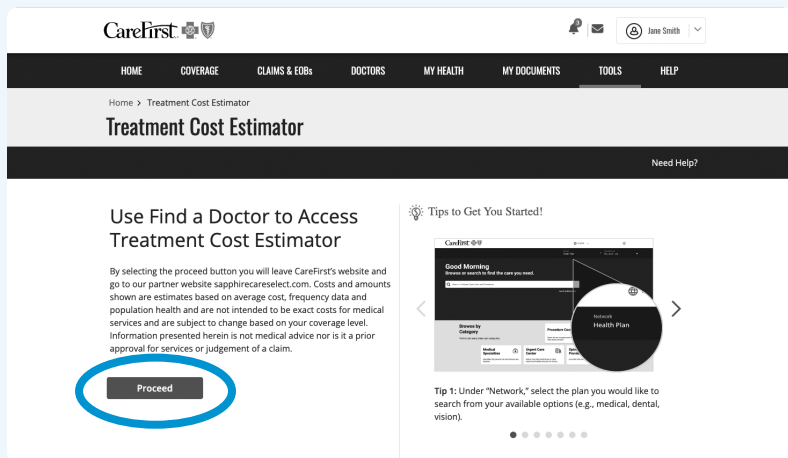 CareFirst
3
Jane Smith
HOME COVERAGE CLAIMS & EOBs DOCTORS MY HEALTH MY DOCUMENTS TOOLS HELP
Home > Treatment Cost Estimator
Treatment Cost Estimator
Need Help?
Use Find a Doctor to Access
Treatment Cost Estimator
By selecting the proceed button you will leave CareFirst's website and
go to our partner website sapphirecareselect.com. Costs and amounts
shown are estimates based on average cost, frequency data and
population health and are not intended to be exact costs for medical
services and are subject to change based on your coverage level.
Information presented herein is not medical advice nor is it a prior
approval for services or judgement of a claim.
Proceed
Tips to Get You Started!
CareFirst
Good Morning
Browse or search to find the care you need.
Network
Health Plan
Browse by
Category
Procedure Care
Medical
Specialties
Urgent Care
Center
Tip 1: Under "Network," select the plan you would like to
search from your available options (e.g., medical, dental,
vision).